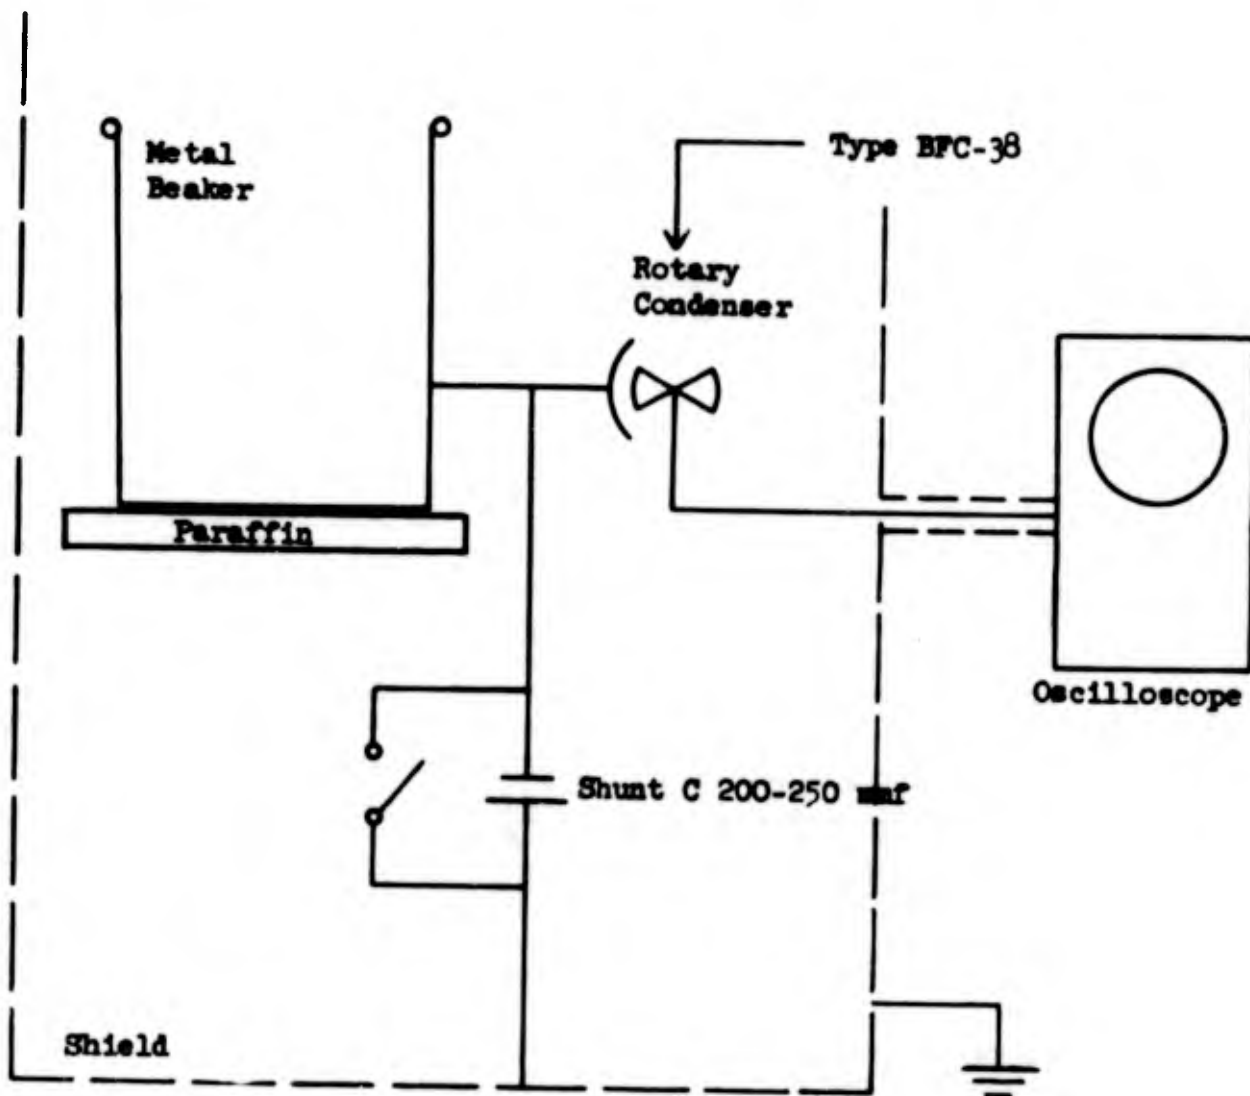 Metal
Beaker
Type BFC-38
Rotary
Condenser
Paraffin
Oscilloscope
Shunt C 200-250
Shield